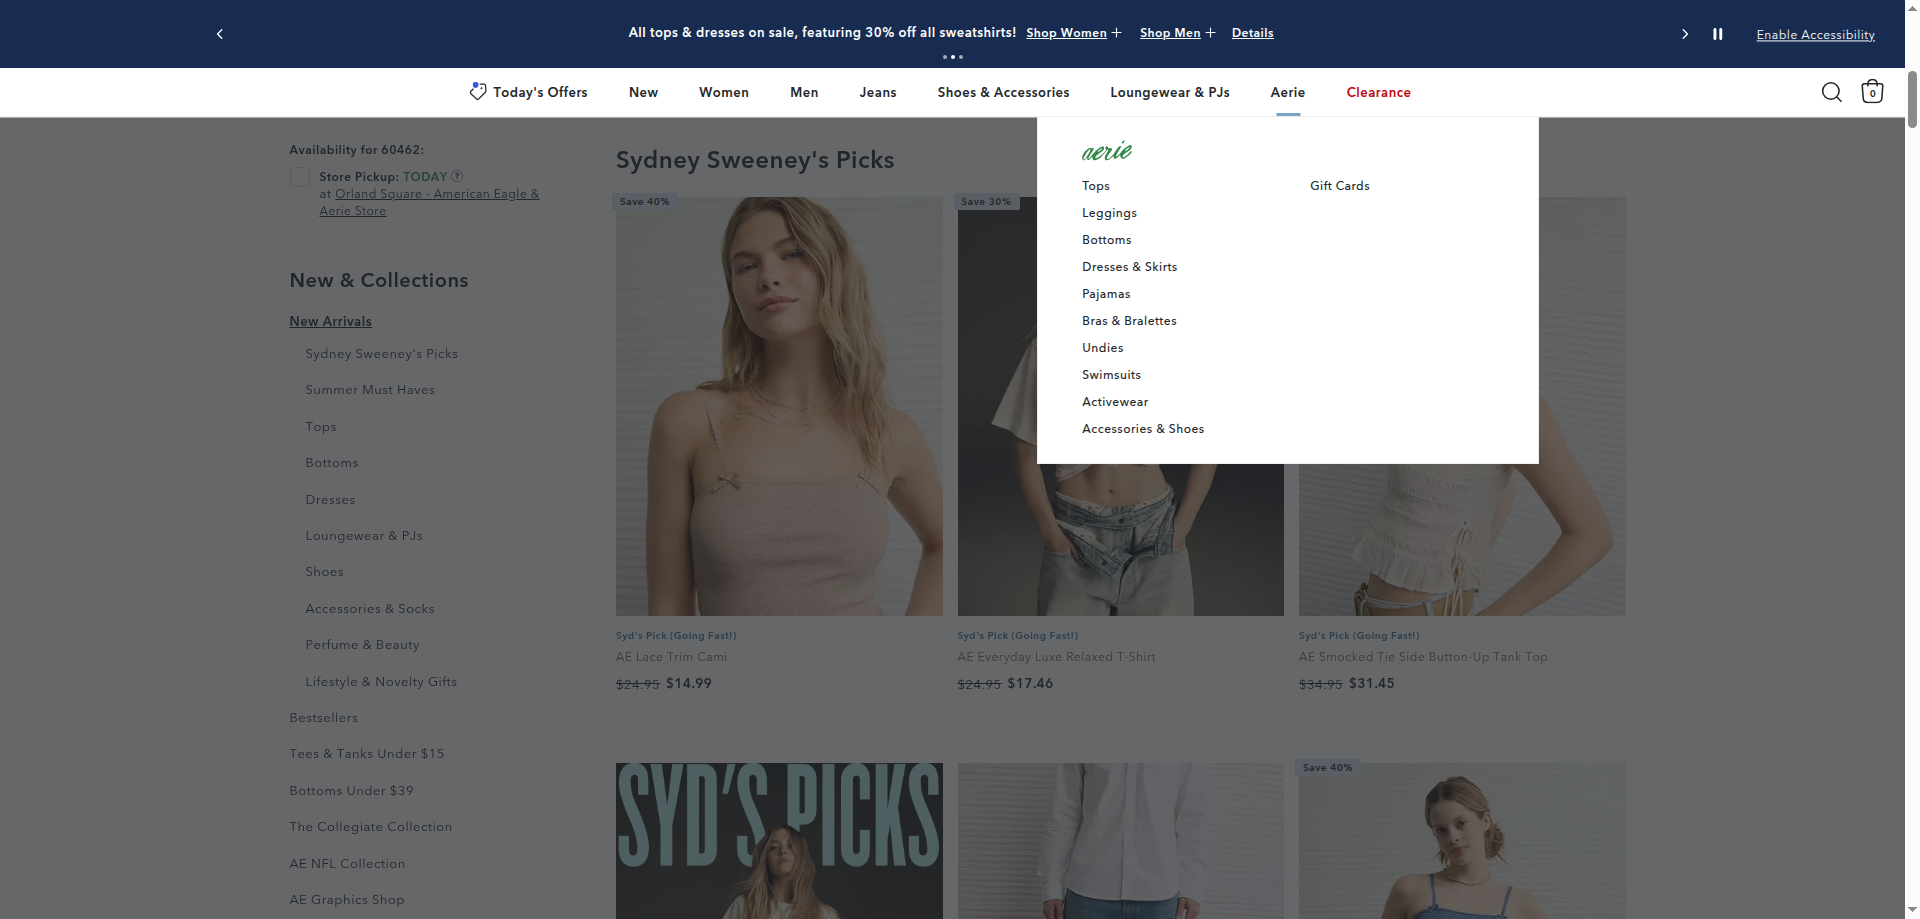 All tops & dresses on sale, featuring 30% off all sweatshirts! Shop Women + Shop Men + Details
Enable Accessibility
Today's Offers New Women Men Jeans Shoes & Accessories Loungewear & PJs Aerie Clearance
0
Availability for 60462:
Store Pickup: TODAY ?
at Orland Square - American Eagle &
Aerie Store
New & Collections
New Arrivals
Sydney Sweeney's Picks
Summer Must Haves
Tops
Bottoms
Dresses
Loungewear & PJs
Shoes
Accessories & Socks
Perfume & Beauty
Lifestyle & Novelty Gifts
Bestsellers
Tees & Tanks Under $15
Bottoms Under $39
The Collegiate Collection
AE NFL Collection
AE Graphics Shop
Sydney Sweeney's Picks
aerie
Tops
Leggings
Bottoms
Dresses & Skirts
Pajamas
Bras & Bralettes
Undies
Swimsuits
Activewear
Accessories & Shoes
Gift Cards
Save 40%
Syd's Pick (Going Fast!)
AE Lace Trim Cami
$24.95 $14.99
Save 30%
Syd's Pick (Going Fast!)
AE Everyday Luxe Relaxed T-Shirt
$24.95 $17.46
Syd's Pick (Going Fast!)
AE Smocked Tie Side Button-Up Tank Top
$34.95 $31.45
SYD'S PICKS
Save 40%